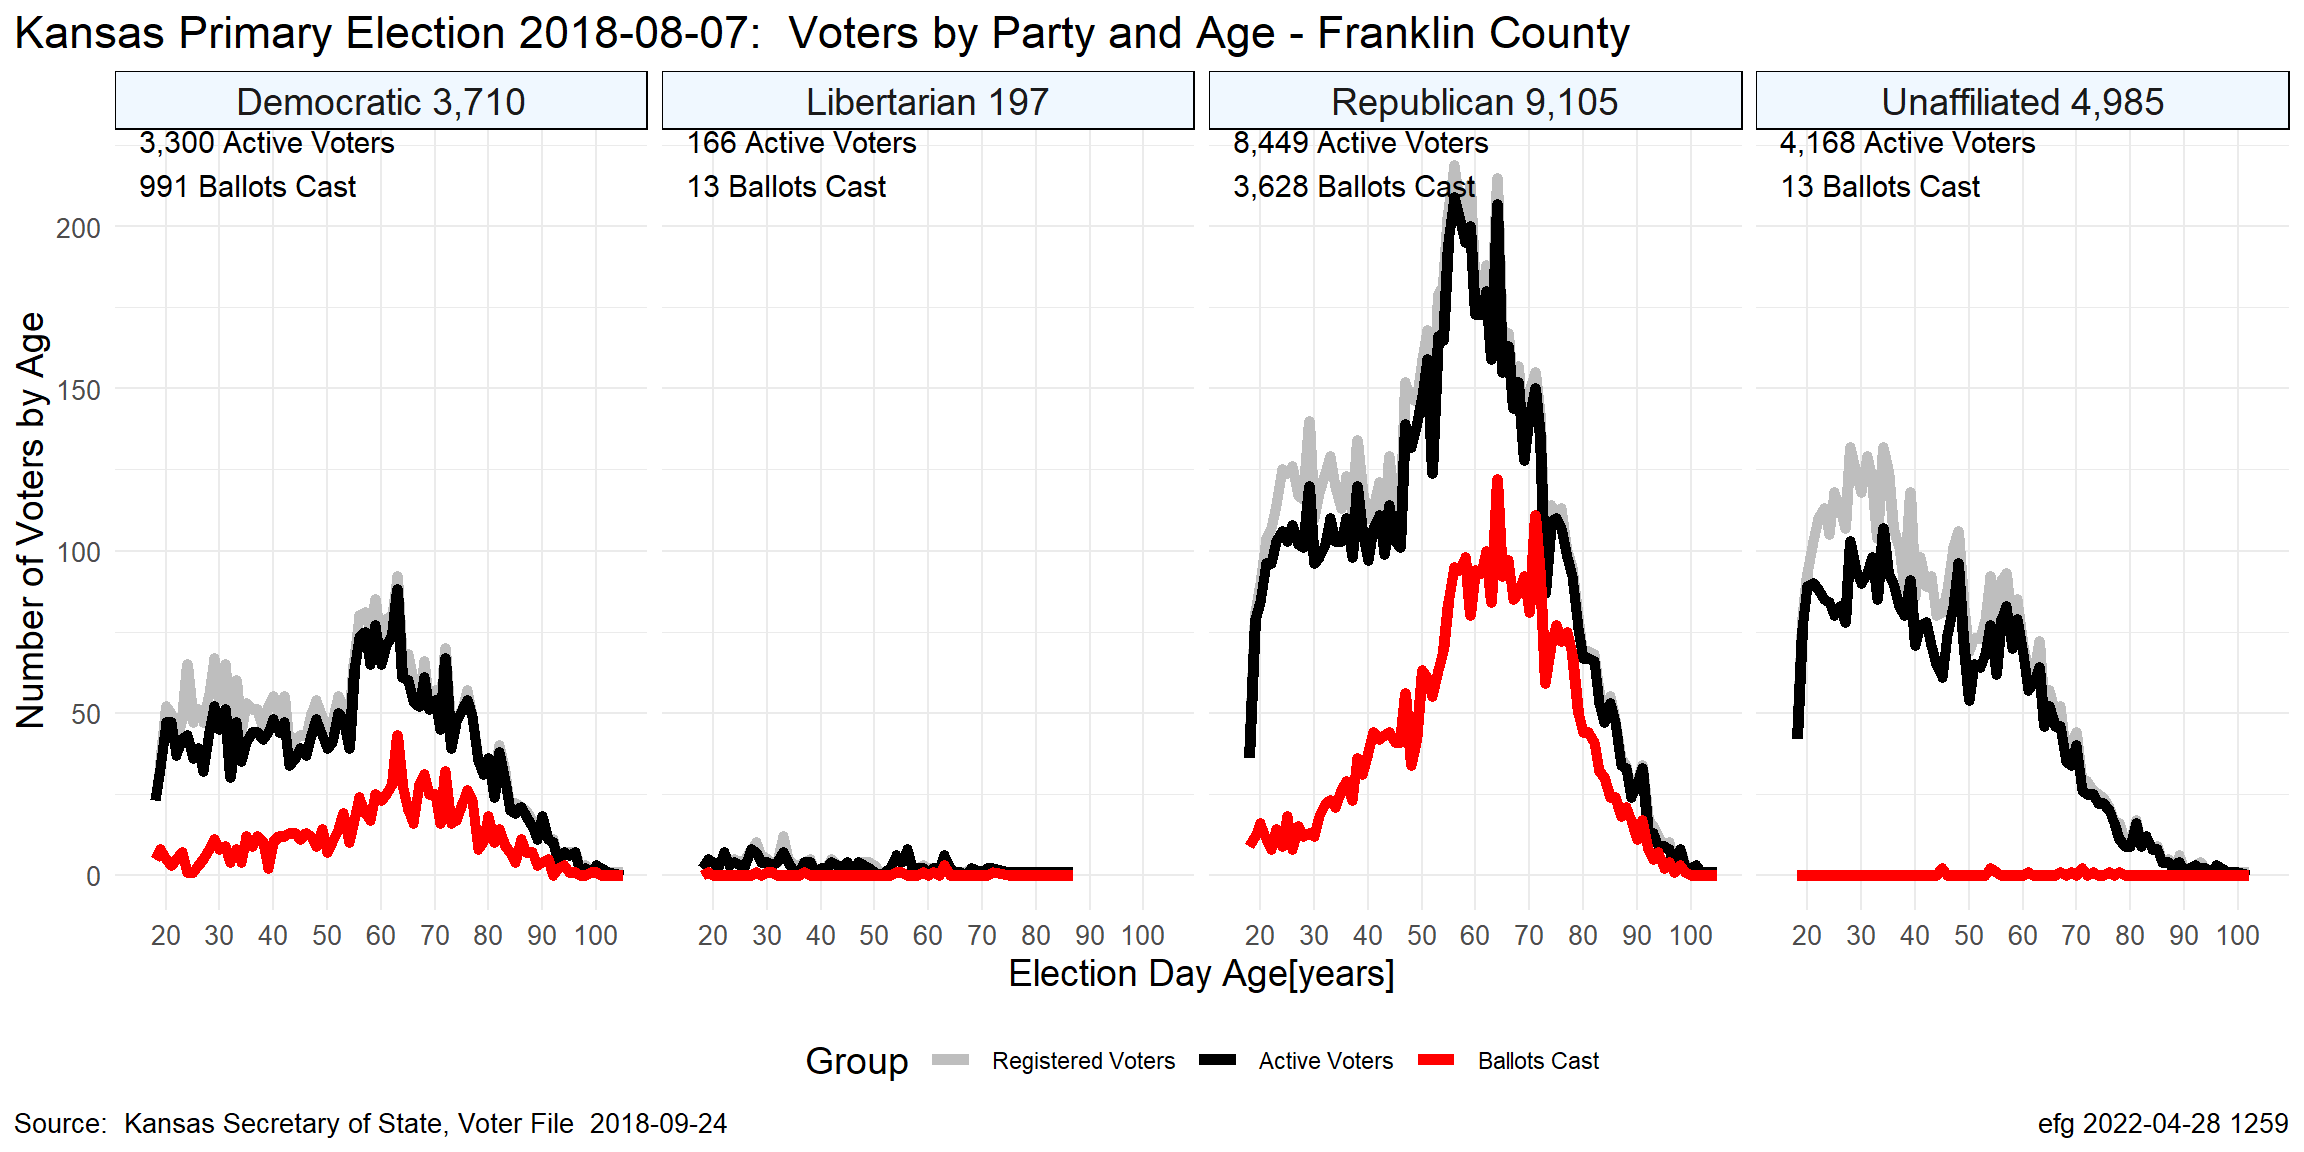 Kansas Primary Election 2018-08-07:  Voters by Party and Age - Franklin County
Democratic 3,710
Libertarian 197
Republican 9,105
Unaffiliated 4,985
3,300 Active Voters
991 Ballots Cast
166 Active Voters
13 Ballots Cast
8,449 Active Voters
3,628 Ballots Cast
4,168 Active Voters
13 Ballots Cast
Number of Voters by Age
200
150
100
50
0
20 30 40 50 60 70 80 90 100
20 30 40 50 60 70 80 90 100
20 30 40 50 60 70 80 90 100
20 30 40 50 60 70 80 90 100
Election Day Age[years]
Group Registered Voters Active Voters Ballots Cast
Source:  Kansas Secretary of State, Voter File  2018-09-24
efg 2022-04-28 1259